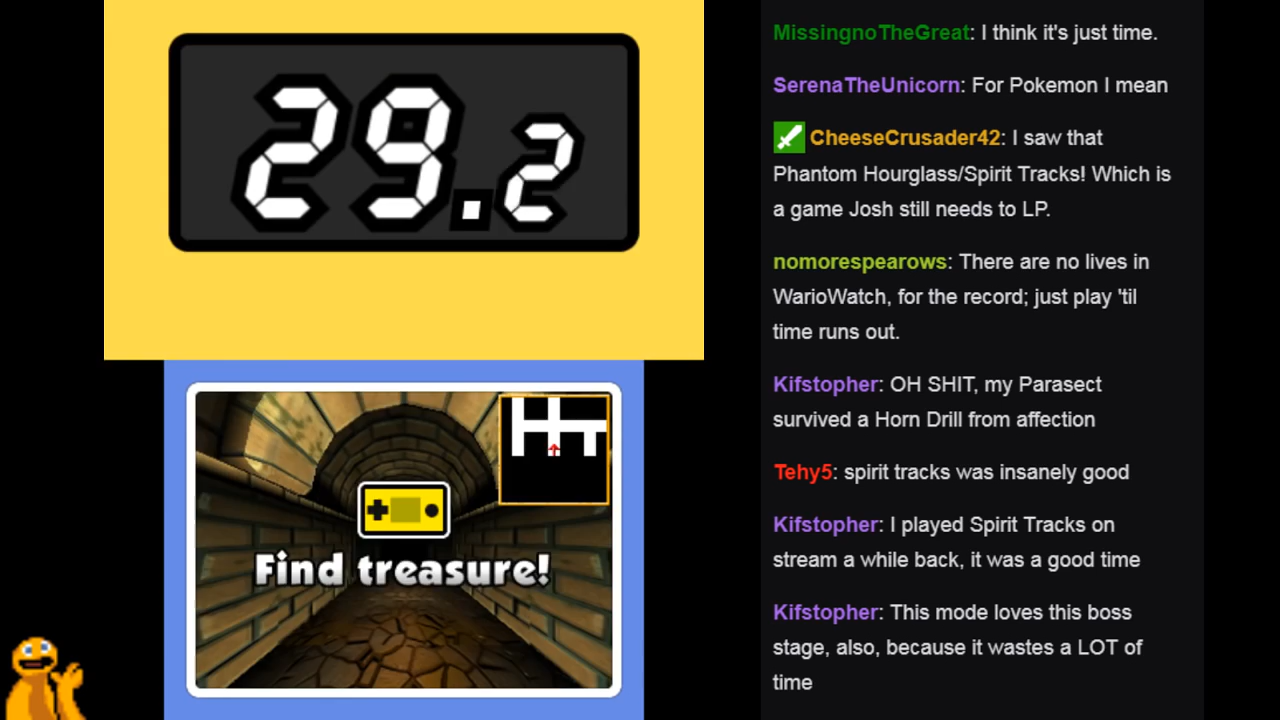 29.2
Find treasure!
MissingnoTheGreat: I think it's just time.
SerenaTheUnicorn: For Pokemon I mean
CheeseCrusader42: I saw that
Phantom Hourglass/Spirit Tracks! Which is
a game Josh still needs to LP.
nomorespearows: There are no lives in
WarioWatch, for the record; just play 'til
time runs out.
Kifstopher: OH SHIT, my Parasect
survived a Horn Drill from affection
Tehy5: spirit tracks was insanely good
Kifstopher: I played Spirit Tracks on
stream a while back, it was a good time
Kifstopher: This mode loves this boss
stage, also, because it wastes a LOT of
time